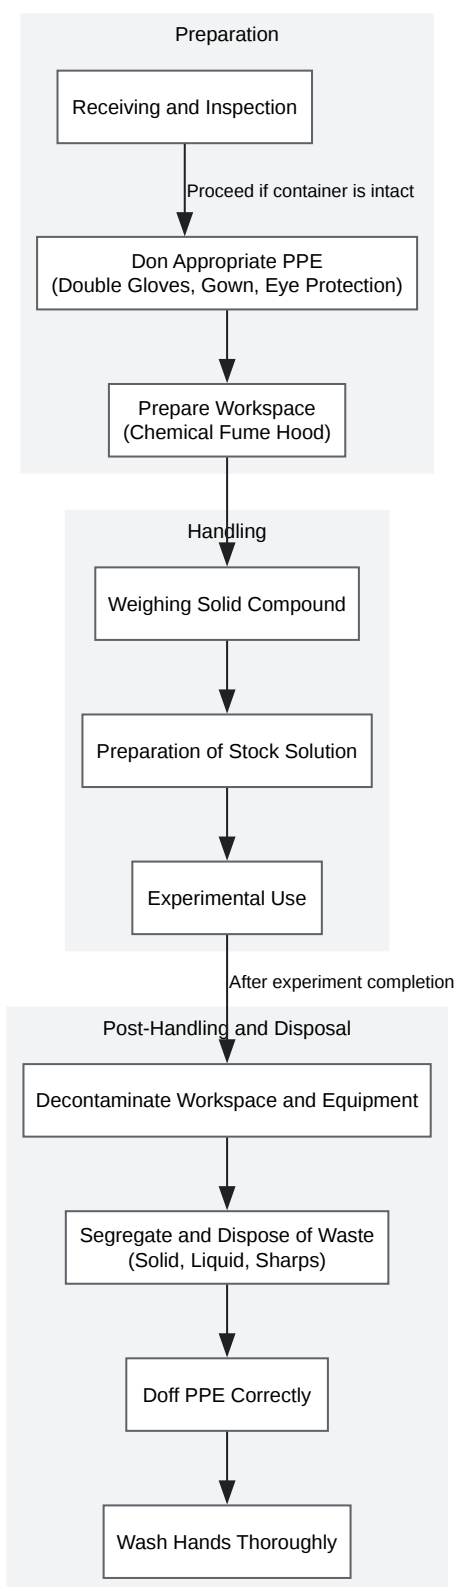 Preparation
Receiving and Inspection
Proceed if container is intact
Don Appropriate PPE
(Double Gloves, Gown, Eye Protection)
Prepare Workspace
(Chemical Fume Hood)
Handling
Weighing Solid Compound
Preparation of Stock Solution
Experimental Use
After experiment completion
Post-Handling and Disposal
Decontaminate Workspace and Equipment
Segregate and Dispose of Waste
(Solid, Liquid, Sharps)
Doff PPE Correctly
Wash Hands Thoroughly